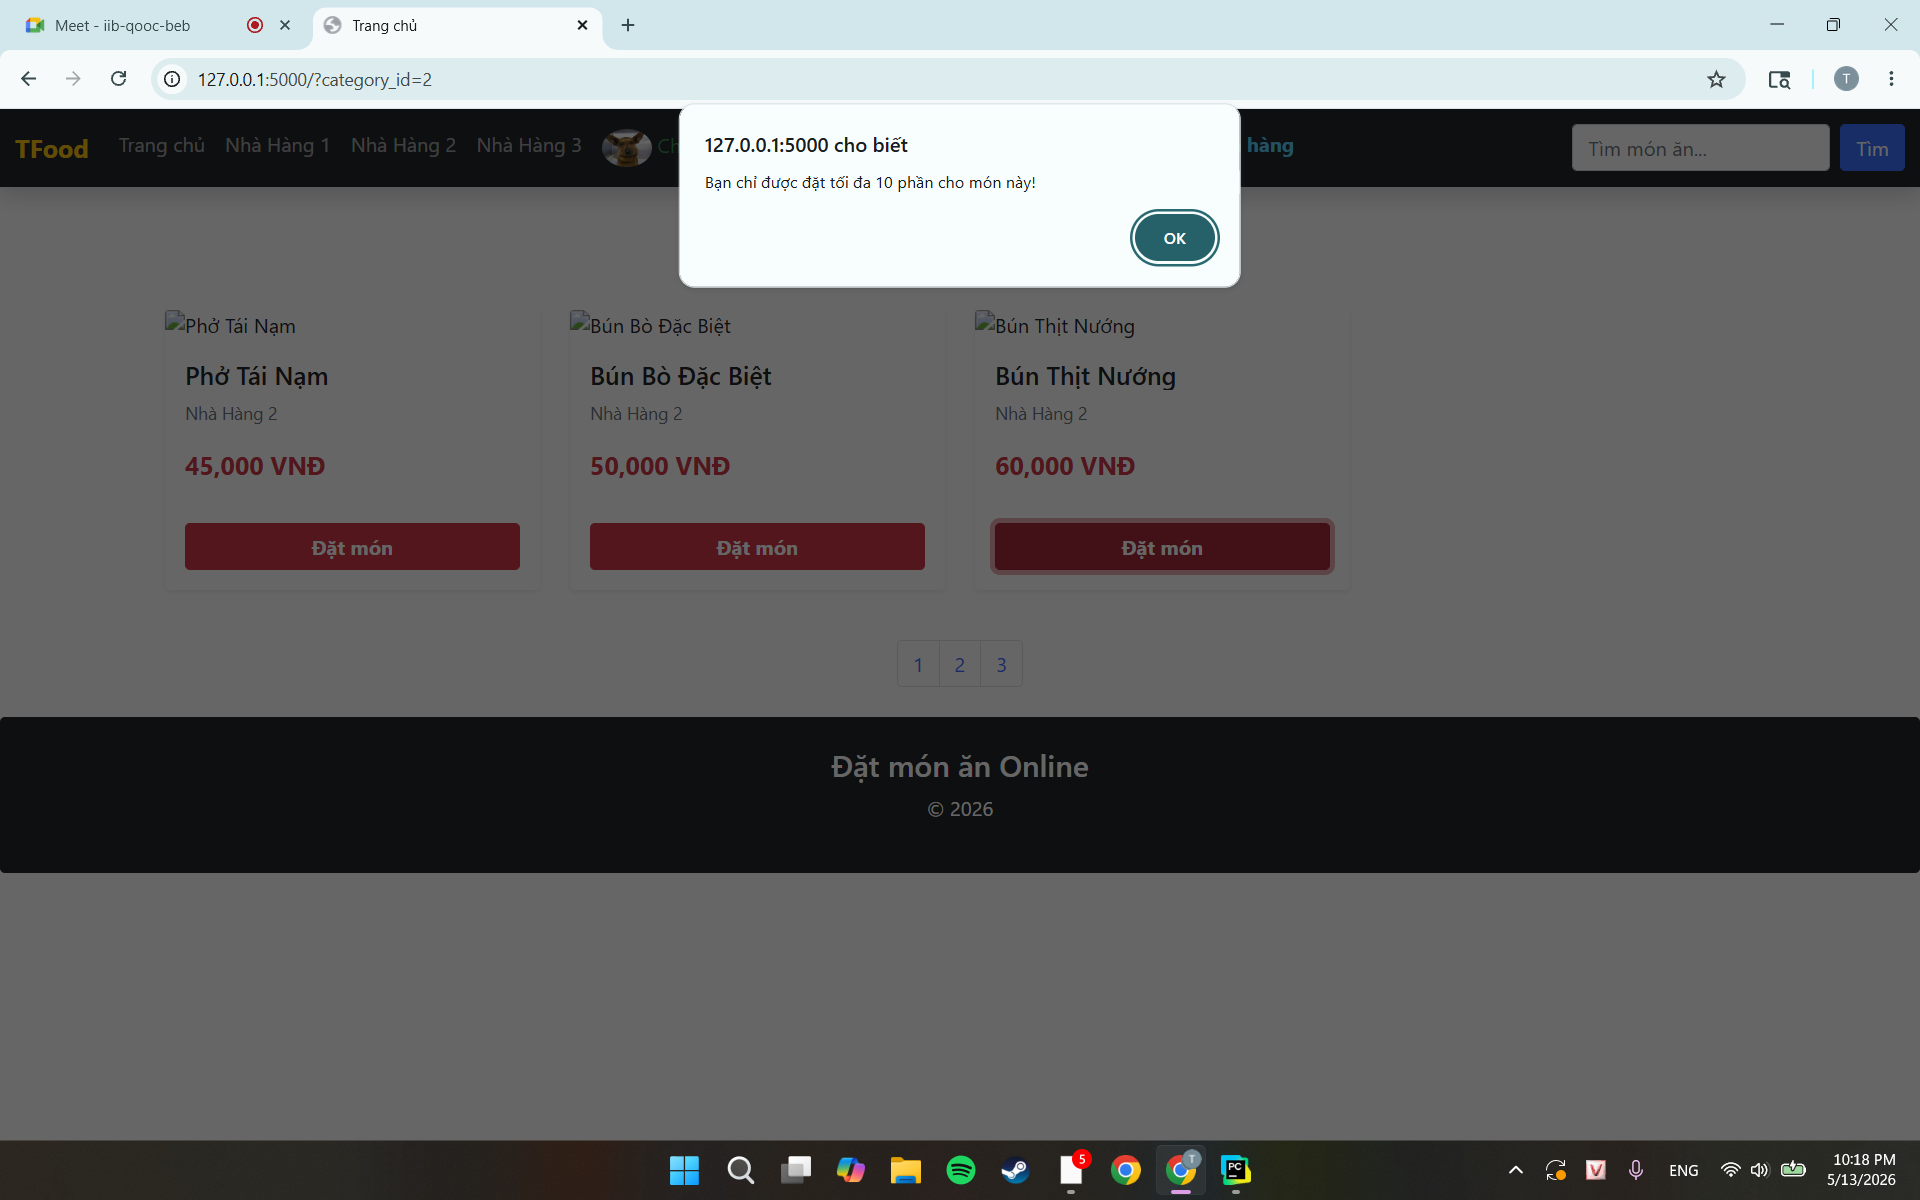 Meet - iib-qooc-beb
Trang chủ
127.0.0.1:5000/?category_id=2
T
TFood
Trang chủ
Nhà Hàng 1
Nhà Hàng 2
Nhà Hàng 3
hàng
Tìm món ăn...
Tìm
127.0.0.1:5000 cho biết
Bạn chỉ được đặt tối đa 10 phần cho món này!
OK
Phở Tái Nạm
Bún Bò Đặc Biệt
Bún Thịt Nướng
Phở Tái Nạm
Nhà Hàng 2
45,000 VNĐ
Đặt món
Bún Bò Đặc Biệt
Nhà Hàng 2
50,000 VNĐ
Đặt món
Bún Thịt Nướng
Nhà Hàng 2
60,000 VNĐ
Đặt món
1
2
3
Đặt món ăn Online
© 2026
5
T
PC
V
ENG
10:18 PM
5/13/2026